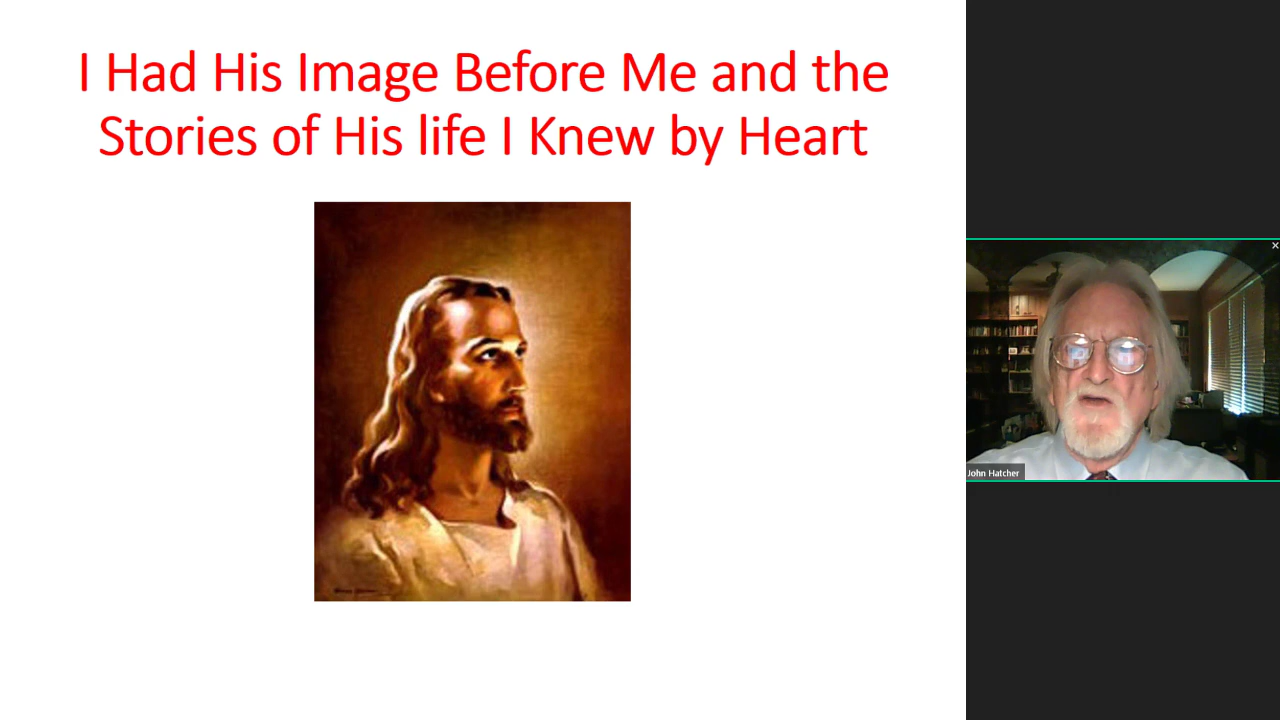 I Had His Image Before Me and the
Stories of His life I Knew by Heart
John Hatcher